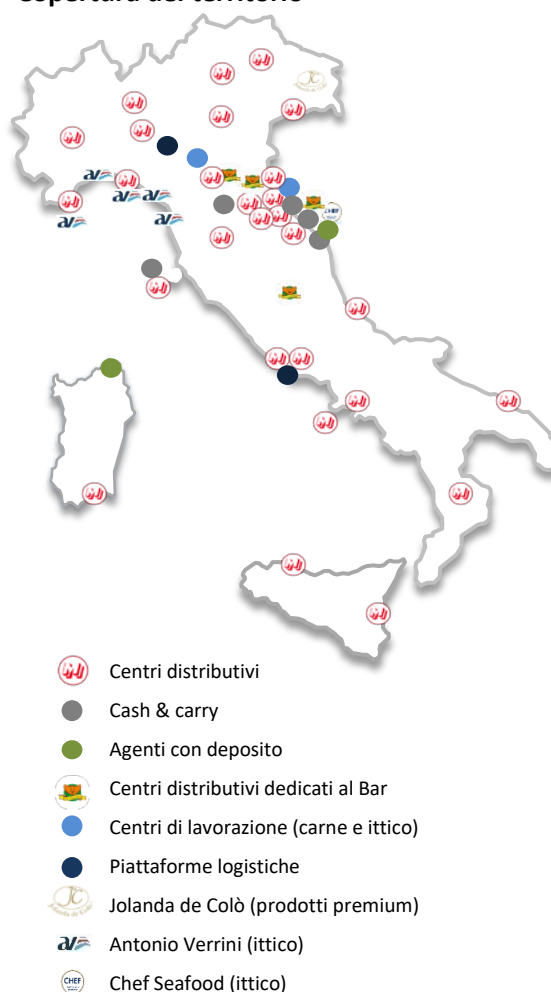 Copertura del territorio
Centri distributivi
Cash & carry
Agenti con deposito
Centri distributivi dedicati al Bar
Centri di lavorazione (carne e ittico)
Piattaforme logistiche
Jolanda de Colò (prodotti premium)
Antonio Verrini (ittico)
CHEF
Chef Seafood (ittico)